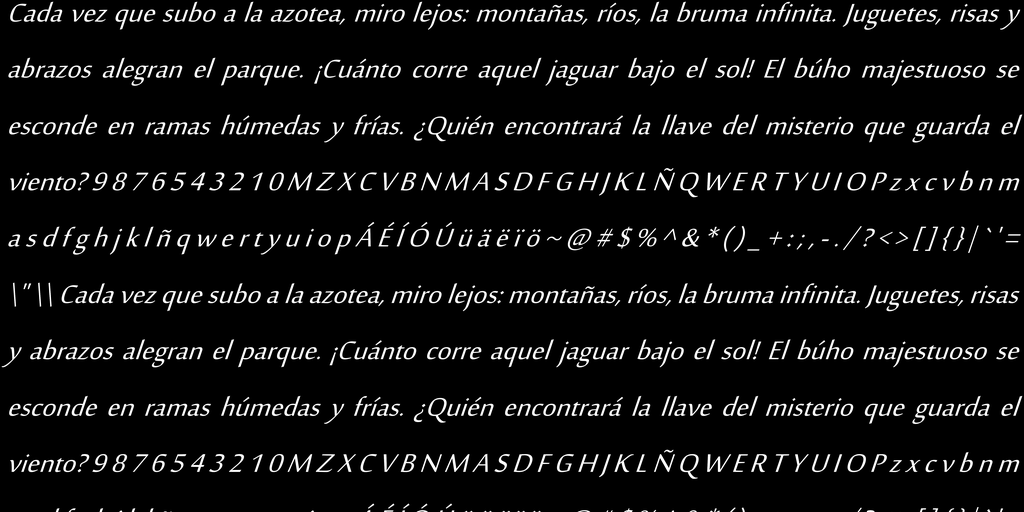 Cada vez que subo a la azotea, miro lejos: montañas, ríos, la bruma infinita. Juguetes, risas y
abrazos alegran el parque. ¡Cuánto corre aquel jaguar bajo el sol! El búho majestuoso se
esconde en ramas húmedas y frías. ¿Quién encontrará la llave del misterio que guarda el
viento? 9 8 7 6 5 4 3 2 1 0 M Z X C V B N M A S D F G H J K L Ñ Q W E R T Y U I O P z x c v b n m
a s d f g h j k l ñ q w e r t y u i o p Á É Í Ó Ú ü ä ë ï ö ~ @ # $ % ^ & * ( ) _ + : ; , - . / ? < > [ ] { } | ` ' =
\ " \\ Cada vez que subo a la azotea, miro lejos: montañas, ríos, la bruma infinita. Juguetes, risas
y abrazos alegran el parque. ¡Cuánto corre aquel jaguar bajo el sol! El búho majestuoso se
esconde en ramas húmedas y frías. ¿Quién encontrará la llave del misterio que guarda el
viento? 9 8 7 6 5 4 3 2 1 0 M Z X C V B N M A S D F G H J K L Ñ Q W E R T Y U I O P z x c v b n m